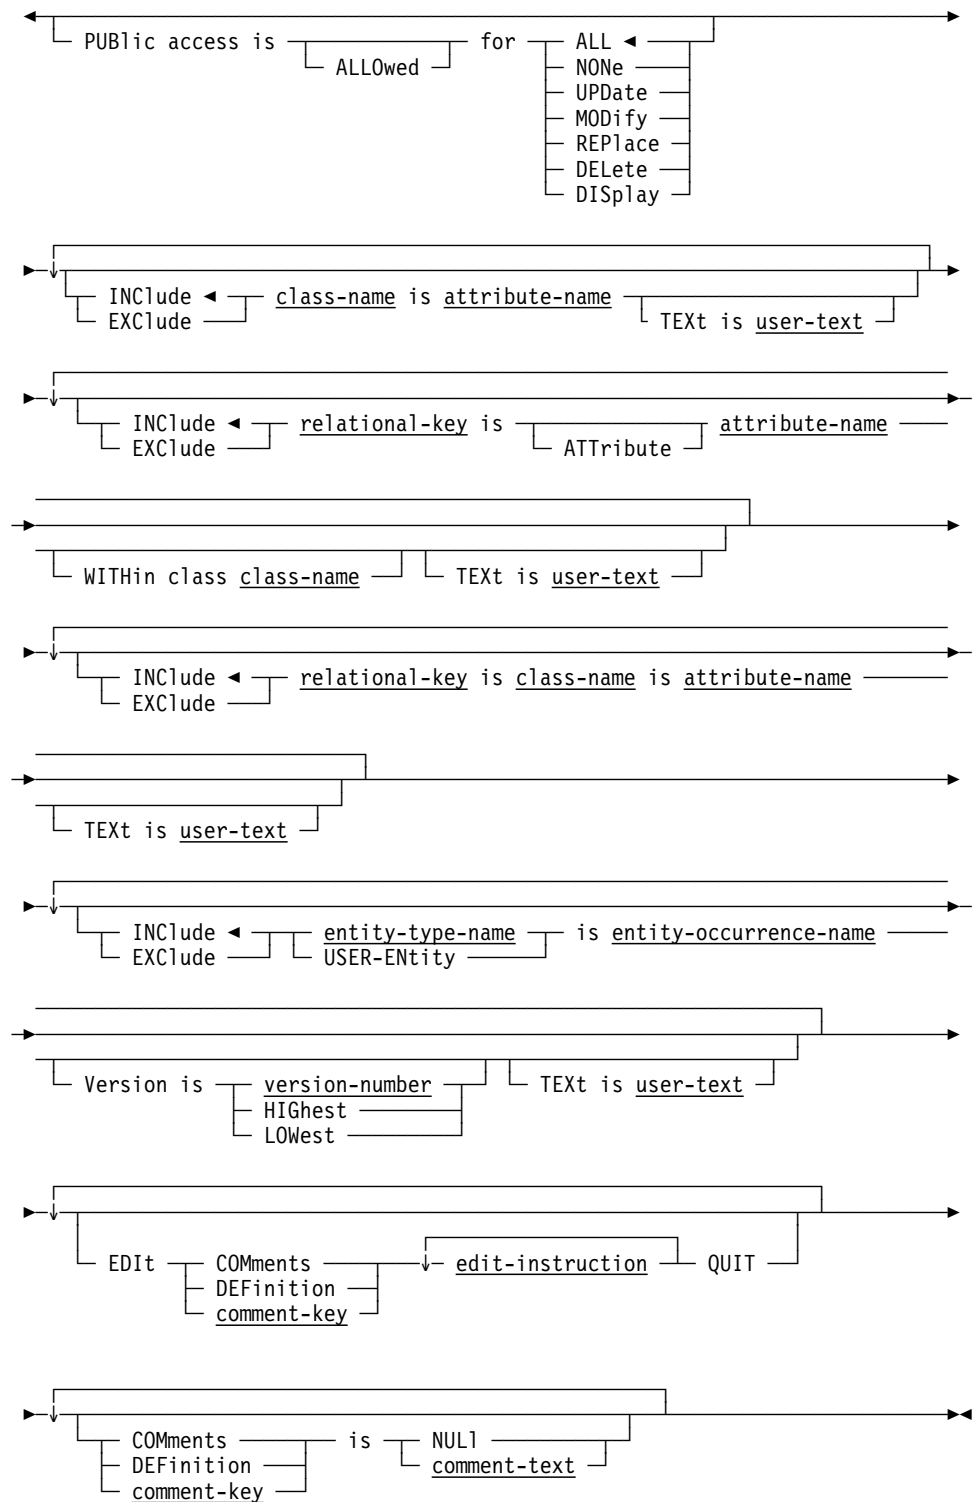 PUBlic access is ALLOwed for ALL
NONe
UPDate
MODify
REPlace
DELete
DISplay
INClude class-name is attribute-name TEXt is user-text
EXClude
INClude relational-key is ATTribute attribute-name
EXClude
WITHin class class-name TEXt is user-text
INClude relational-key is class-name is attribute-name
EXClude
TEXt is user-text
INClude entity-type-name is entity-occurrence-name
EXClude USER-ENtity
Version is version-number TEXt is user-text
HIGhest
LOWest
EDIt COMments edit-instruction QUIT
DEFinition
comment-key
COMments is NULl
DEFinition comment-text
comment-key